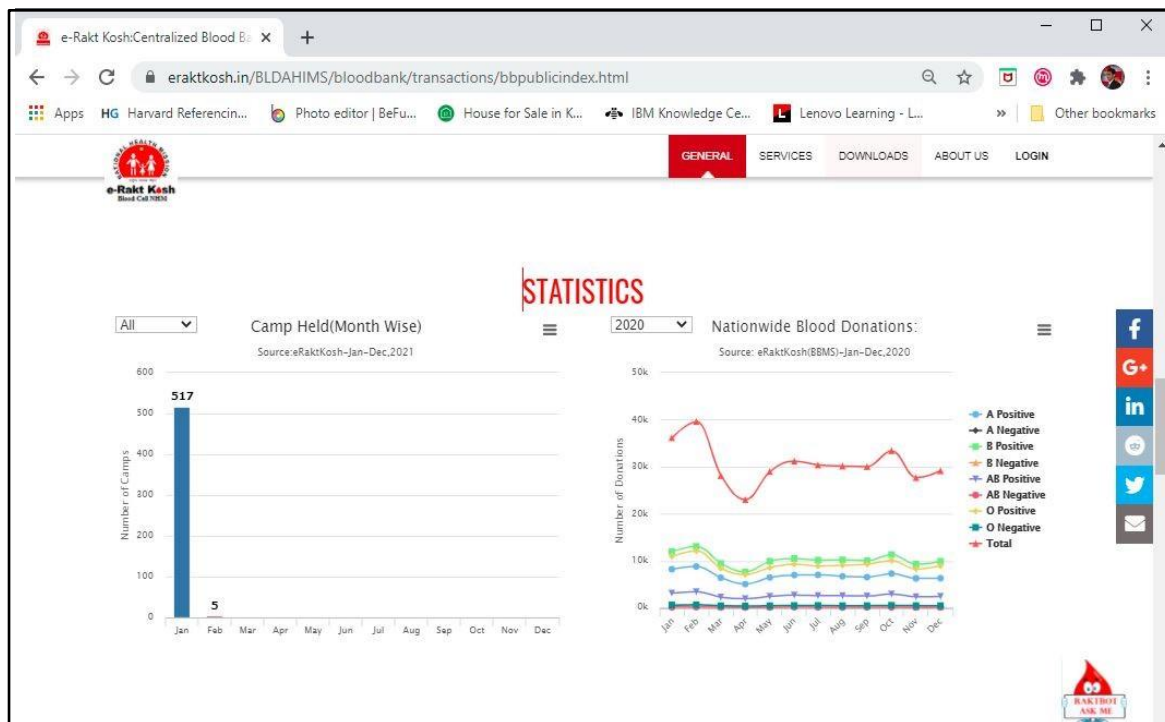 e-Rakt Kosh:Centralized Blood Ba
eraktkosh.in/BLDAHIMS/bloodbank/transactions/bbpublicindex.html
Apps HG Harvard Referencin... Photo editor | BeFu... House for Sale in K... IBM Knowledge Ce... Lenovo Learning - L... » Other bookmarks
NATIONAL HEALTH MISSION
e-Rakt Kosh
Blood Cell NHM
GENERAL SERVICES DOWNLOADS ABOUT US LOGIN
STATISTICS
All
Camp Held(Month Wise)
Source:eRaktKosh-Jan-Dec,2021
Number of Camps
600
500
400
300
200
100
0
517
5
Jan Feb Mar Apr May Jun Jul Aug Sep Oct Nov Dec
2020
Nationwide Blood Donations:
Source: eRaktKosh(BBMS)-Jan-Dec,2020
Number of Donations
50k
40k
30k
20k
10k
0k
Jan Feb Mar Apr May Jun Jul Aug Sep Oct Nov Dec
A Positive
A Negative
B Positive
B Negative
AB Positive
AB Negative
O Positive
O Negative
Total
f
G+
in
RAKTBOT
ASK ME